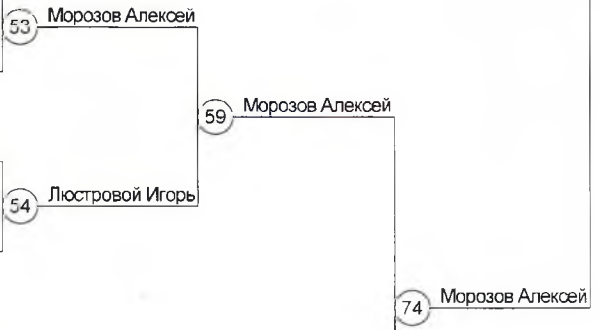 53 Морозов Алексей
59 Морозов Алексей
54 Люстровой Игорь
74 Морозов Алексей